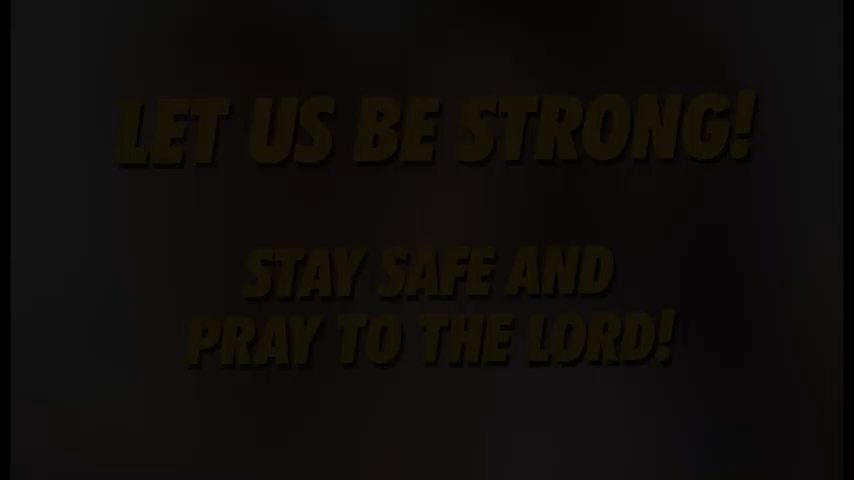 LET US BE STRONG!
STAY SAFE AND
PRAY TO THE LORD!